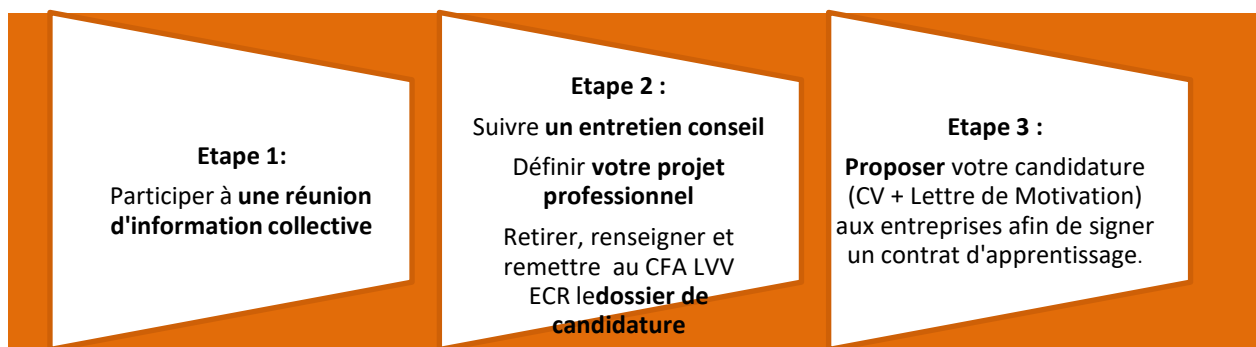 Etape 1:
Participer à une réunion
d'information collective
Etape 2 :
Suivre un entretien conseil
Définir votre projet
professionnel
Retirer, renseigner et
remettre au CFA LVV
ECR ledossier de
candidature
Etape 3 :
Proposer votre candidature
(CV + Lettre de Motivation)
aux entreprises afin de signer
un contrat d'apprentissage.